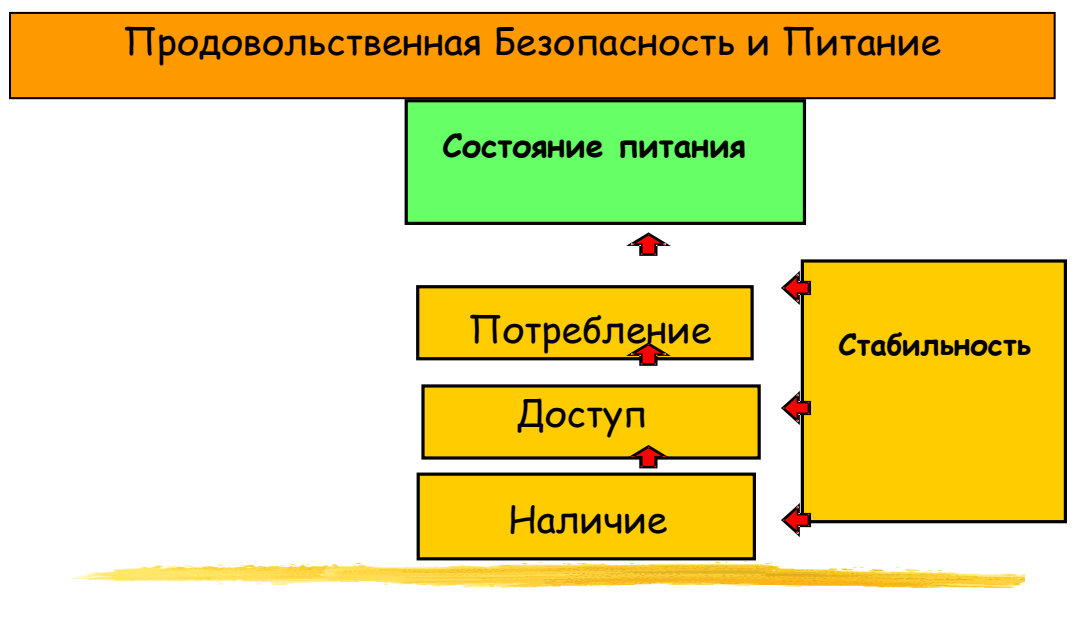 Продовольственная Безопасность и Питание
Состояние питания
Потребление
Стабильность
Доступ
Наличие